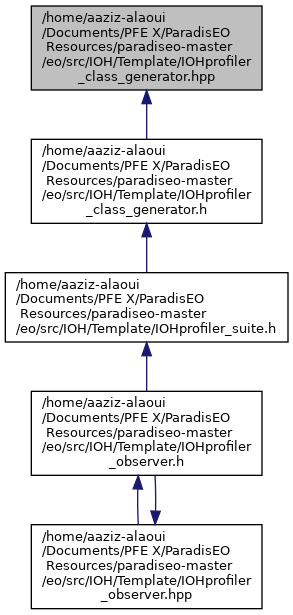 /home/aaziz-alaoui
/Documents/PFE X/ParadisEO
Resources/paradiseo-master
/eo/src/IOH/Template/IOHprofiler
_class_generator.hpp
/home/aaziz-alaoui
/Documents/PFE X/ParadisEO
Resources/paradiseo-master
/eo/src/IOH/Template/IOHprofiler
_class_generator.h
/home/aaziz-alaoui
/Documents/PFE X/ParadisEO
Resources/paradiseo-master
/eo/src/IOH/Template/IOHprofiler_suite.h
/home/aaziz-alaoui
/Documents/PFE X/ParadisEO
Resources/paradiseo-master
/eo/src/IOH/Template/IOHprofiler
_observer.h
/home/aaziz-alaoui
/Documents/PFE X/ParadisEO
Resources/paradiseo-master
/eo/src/IOH/Template/IOHprofiler
_observer.hpp